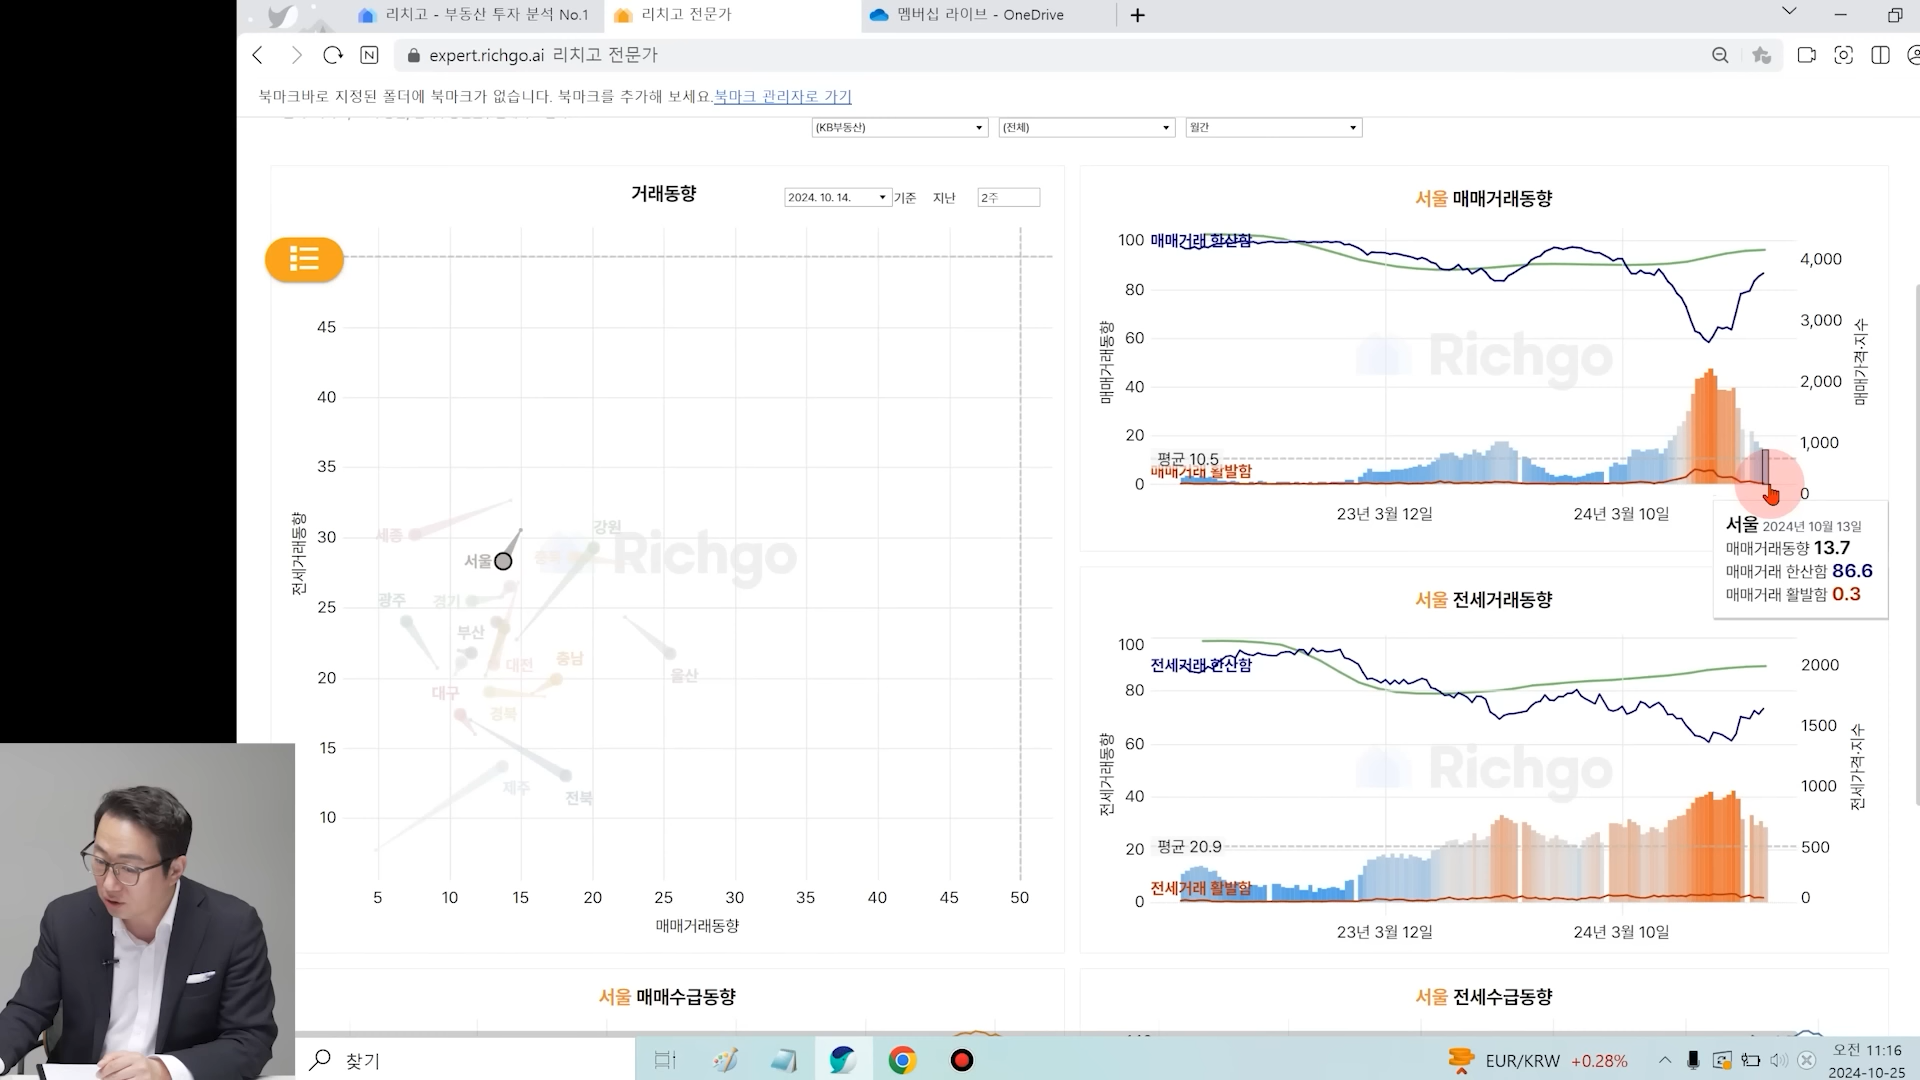 리치고 - 부동산 투자 분석 No.1
리치고 전문가
멤버십 라이브 - OneDrive
expert.richgo.ai 리치고 전문가
북마크바로 지정된 폴더에 북마크가 없습니다. 북마크를 추가해 보세요. 북마크 관리자로 가기
(KB부동산)
(전체)
월간
거래동향
2024. 10. 14.
기준
지난
2주
45
40
35
30
25
20
15
10
5
10
15
20
25
30
35
40
45
50
전세거래동향
매매거래동향
세종
서울
강원
충북
광주
경기
부산
대전
충남
울산
대구
경북
제주
전북
Richgo
서울 매매거래동향
매매거래 한산함
100
80
60
40
20
0
4,000
3,000
2,000
1,000
0
매매거래동향
매매가격·지수
Richgo
평균 10.5
매매거래 활발함
23년 3월 12일
24년 3월 10일
서울 2024년 10월 13일
매매거래동향 13.7
매매거래 한산함 86.6
매매거래 활발함 0.3
서울 전세거래동향
전세거래 한산함
100
80
60
40
20
0
2000
1500
1000
500
0
전세거래동향
전세가격·지수
Richgo
평균 20.9
전세거래 활발함
23년 3월 12일
24년 3월 10일
서울 매매수급동향
서울 전세수급동향
찾기
EUR/KRW +0.28%
오전 11:16
2024-10-25